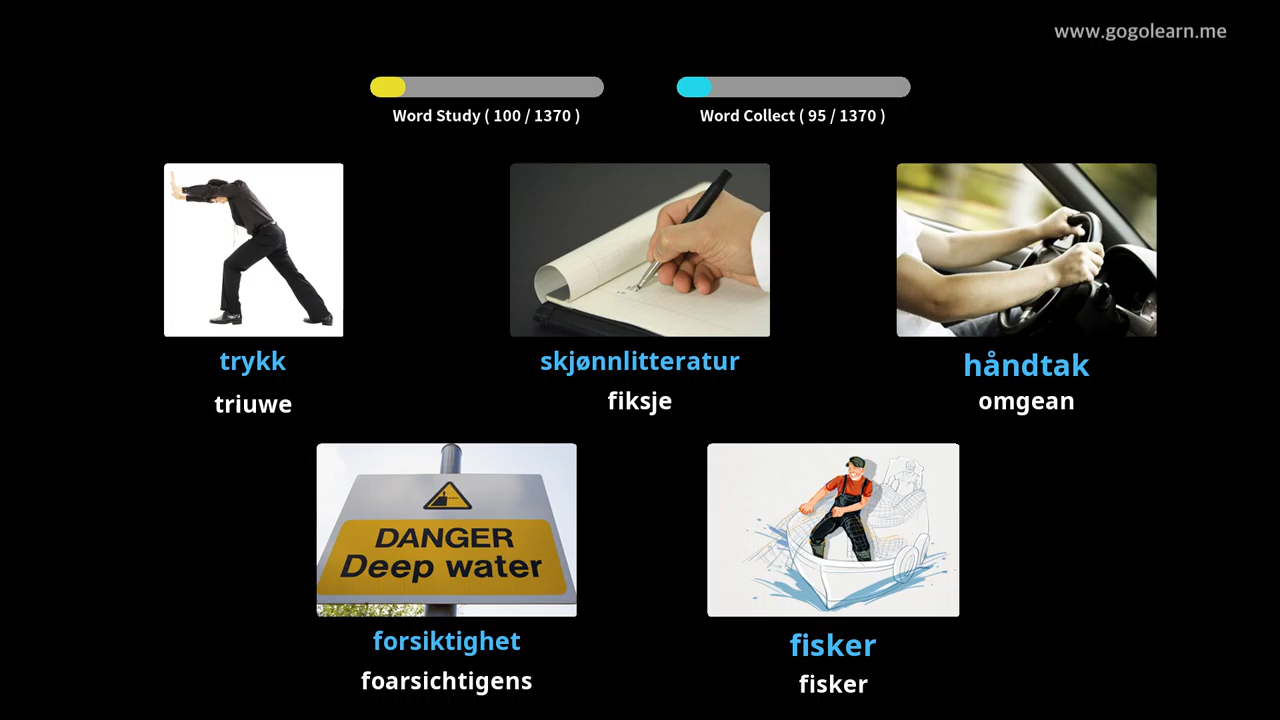 www.gogolearn.me
Word Study ( 100 / 1370 )
Word Collect ( 95 / 1370 )
trykk
triuwe
skjønnlitteratur
fiksje
håndtak
omgean
DANGER
Deep water
forsiktighet
foarsichtigens
fisker
fisker